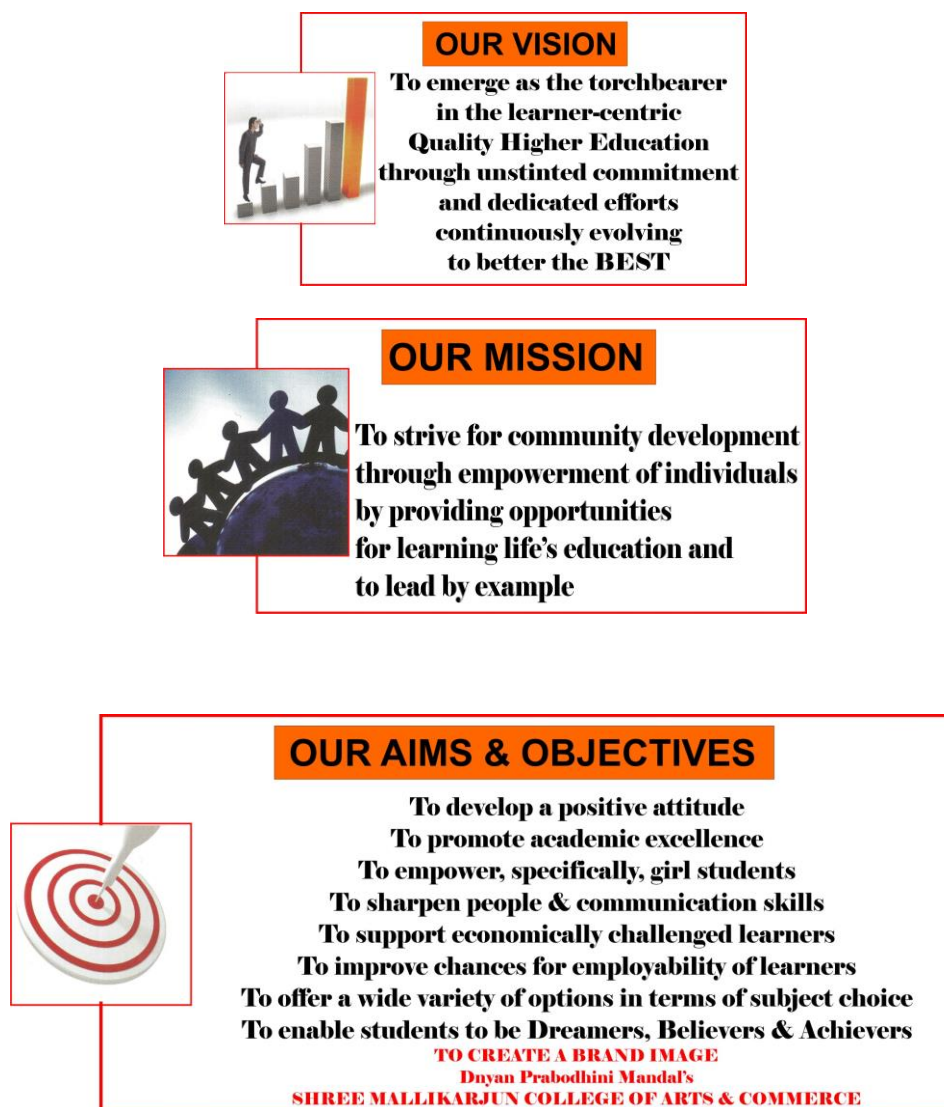 OUR VISION
To emerge as the torchbearer
in the learner-centric
Quality Higher Education
through unstinted commitment
and dedicated efforts
continuously evolving
to better the BEST
OUR MISSION
To strive for community development
through empowerment of individuals
by providing opportunities
for learning life's education and
to lead by example
OUR AIMS & OBJECTIVES
To develop a positive attitude
To promote academic excellence
To empower, specifically, girl students
To sharpen people & communication skills
To support economically challenged learners
To improve chances for employability of learners
To offer a wide variety of options in terms of subject choice
To enable students to be Dreamers, Believers & Achievers
TO CREATE A BRAND IMAGE
Dnyan Prabodhini Mandal's
SHREE MALLIKARJUN COLLEGE OF ARTS & COMMERCE